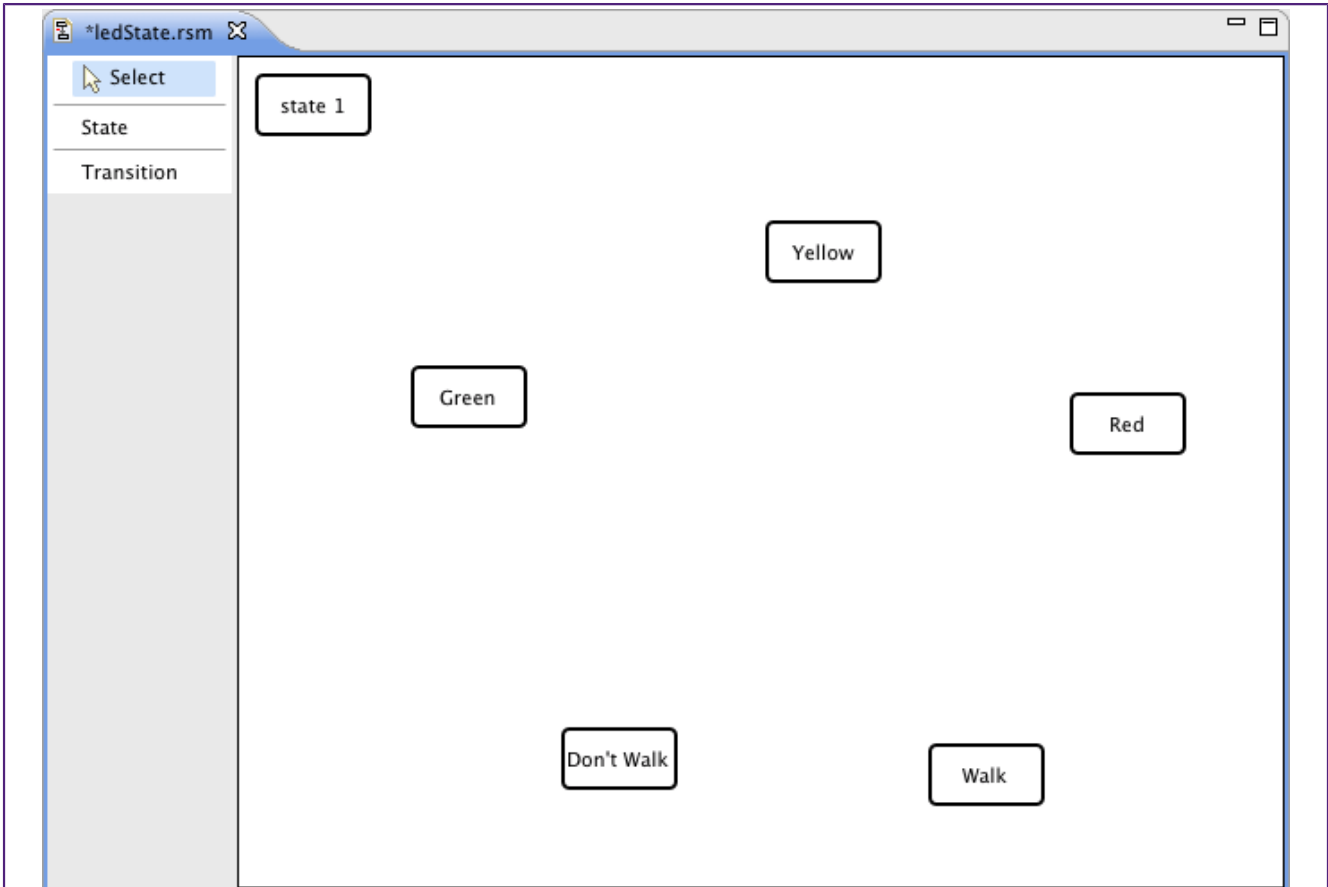 *ledState.rsm
Select
State
Transition
state 1
Yellow
Green
Red
Don't Walk
Walk